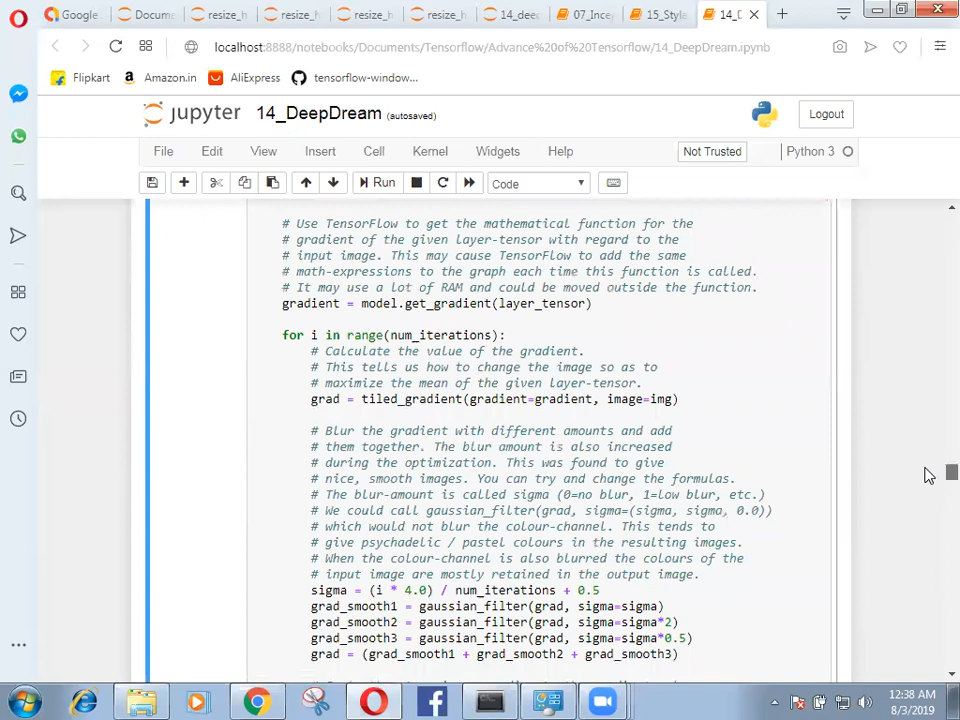 Google
Docum
resize_h
resize_h
resize_h
resize_h
14_deep
07_Incep
15_Style
14_D
localhost:8888/notebooks/Documents/Tensorflow/Advance%20of%20Tensorflow/14_DeepDream.ipynb
Flipkart
Amazon.in
AliExpress
tensorflow-window...
jupyter
14_DeepDream (autosaved)
Logout
File
Edit
View
Insert
Cell
Kernel
Widgets
Help
Not Trusted
Python 3
Run
Code
# Use TensorFlow to get the mathematical function for the
# gradient of the given layer-tensor with regard to the
# input image. This may cause TensorFlow to add the same
# math-expressions to the graph each time this function is called.
# It may use a lot of RAM and could be moved outside the function.
gradient = model.get_gradient(layer_tensor)
for i in range(num_iterations):
# Calculate the value of the gradient.
# This tells us how to change the image so as to
# maximize the mean of the given layer-tensor.
grad = tiled_gradient(gradient=gradient, image=img)
# Blur the gradient with different amounts and add
# them together. The blur amount is also increased
# during the optimization. This was found to give
# nice, smooth images. You can try and change the formulas.
# The blur-amount is called sigma (0=no blur, 1=low blur, etc.)
# We could call gaussian_filter(grad, sigma=(sigma, sigma, 0.0))
# which would not blur the colour-channel. This tends to
# give psychadelic / pastel colours in the resulting images.
# When the colour-channel is also blurred the colours of the
# input image are mostly retained in the output image.
sigma = (i * 4.0) / num_iterations + 0.5
grad_smooth1 = gaussian_filter(grad, sigma=sigma)
grad_smooth2 = gaussian_filter(grad, sigma=sigma*2)
grad_smooth3 = gaussian_filter(grad, sigma=sigma*0.5)
grad = (grad_smooth1 + grad_smooth2 + grad_smooth3)
12:38 AM
8/3/2019